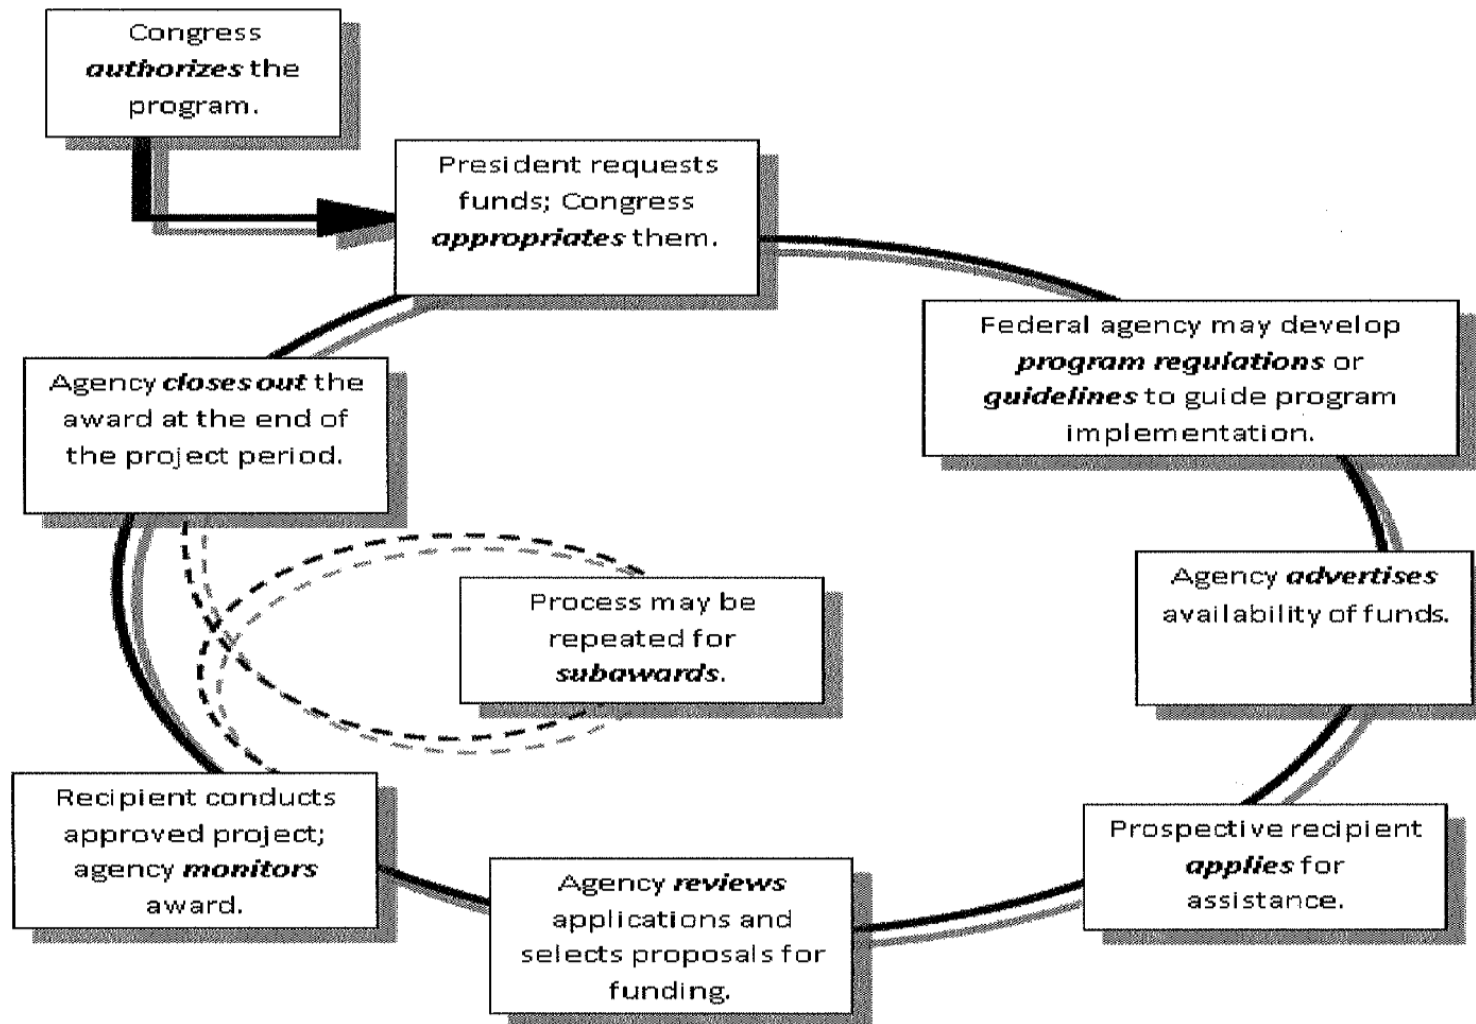 Congress
authorizes the
program.
President requests
funds; Congress
appropriates them.
Federal agency may develop
program regulations or
guidelines to guide program
implementation.
Agency advertises
availability of funds.
Prospective recipient
applies for
assistance.
Agency reviews
applications and
selects proposals for
funding.
Recipient conducts
approved project;
agency monitors
award.
Agency closes out the
award at the end of
the project period.
Process may be
repeated for
subawards.